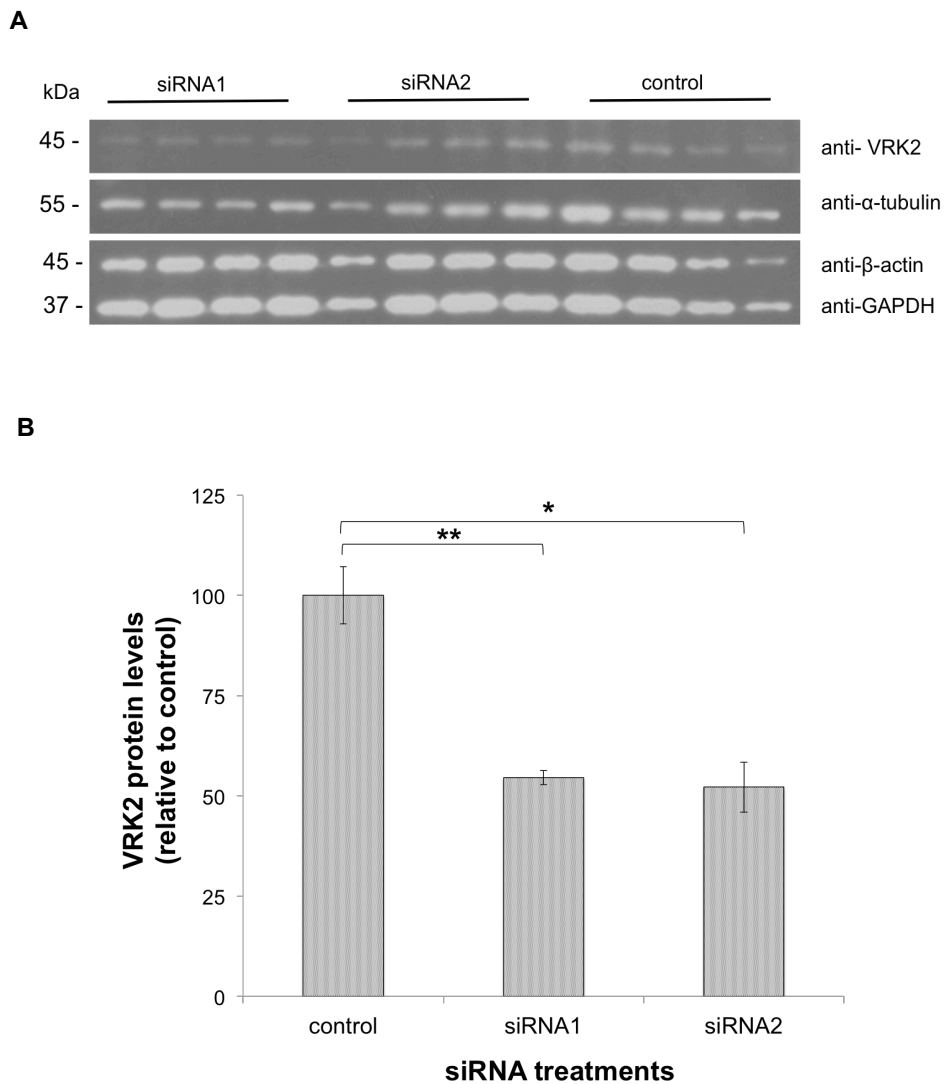 A
kDa
siRNA1
siRNA2
control
45 -
anti- VRK2
55 -
anti-α-tubulin
45 -
anti-β-actin
37 -
anti-GAPDH
B
VRK2 protein levels
(relative to control)
125
100
75
50
25
0
*
**
control
siRNA1
siRNA2
siRNA treatments